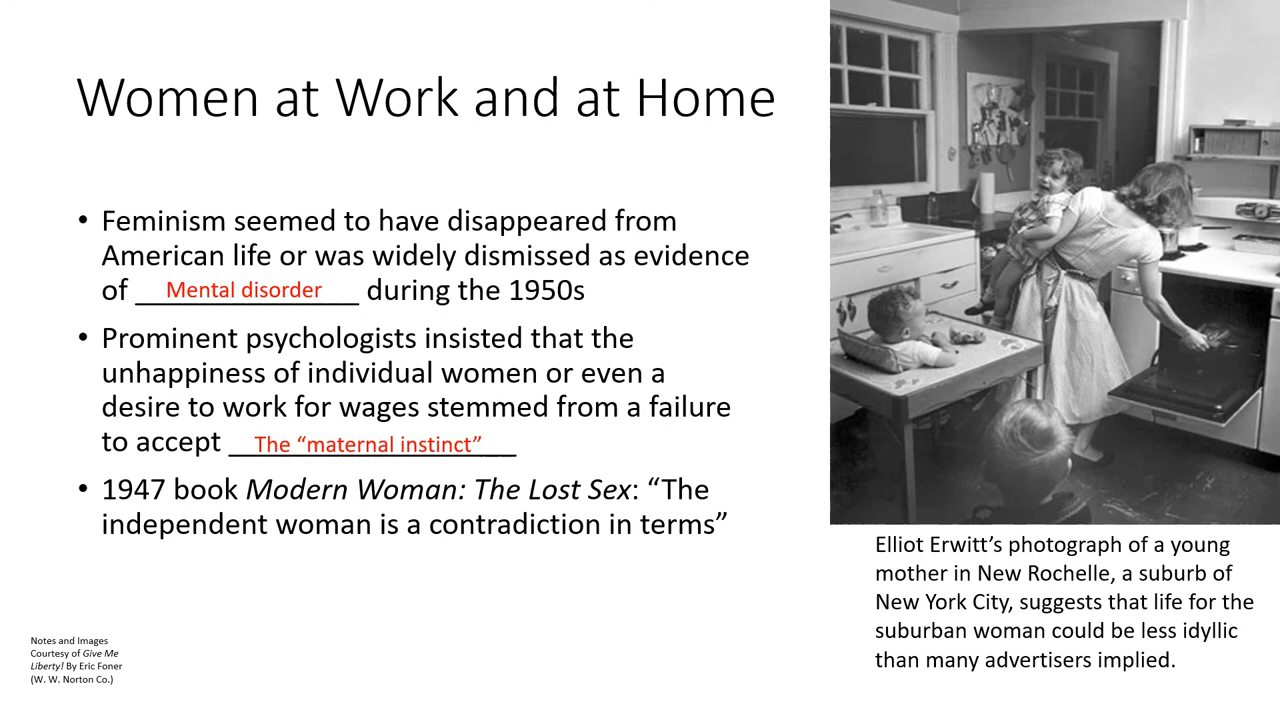 Women at Work and at Home
• Feminism seemed to have disappeared from
American life or was widely dismissed as evidence
of Mental disorder during the 1950s
• Prominent psychologists insisted that the
unhappiness of individual women or even a
desire to work for wages stemmed from a failure
to accept The “maternal instinct”
• 1947 book Modern Woman: The Lost Sex: “The
independent woman is a contradiction in terms”
Elliot Erwitt’s photograph of a young
mother in New Rochelle, a suburb of
New York City, suggests that life for the
suburban woman could be less idyllic
than many advertisers implied.
Notes and Images
Courtesy of Give Me
Liberty! By Eric Foner
(W. W. Norton Co.)